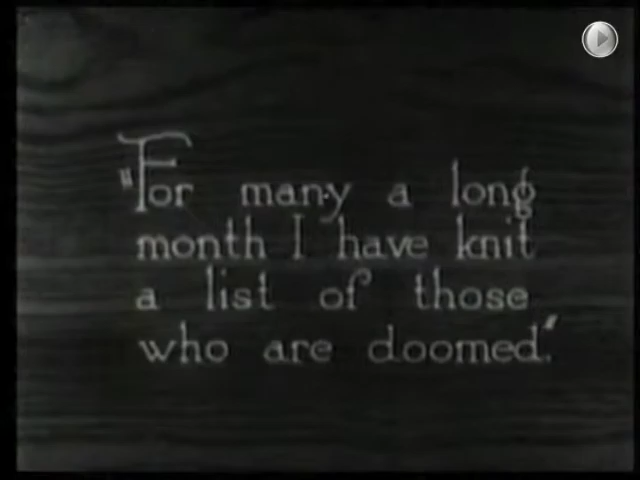 "For many a long
month I have knit
a list of those
who are doomed."